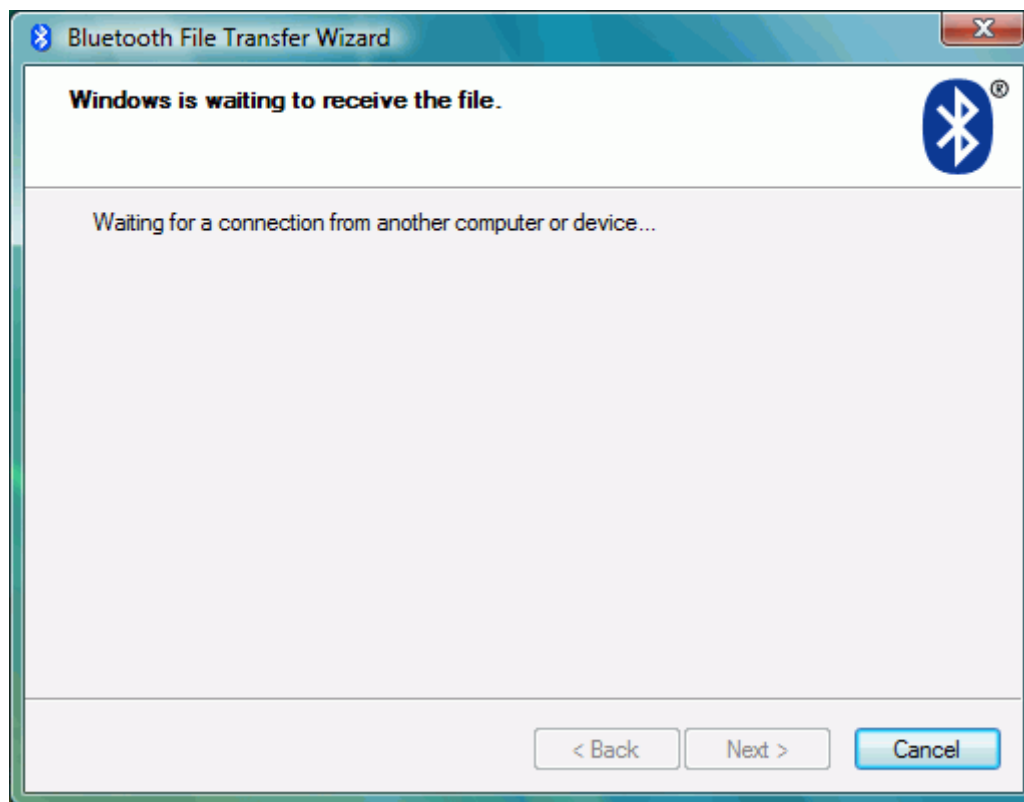 Bluetooth File Transfer Wizard
Windows is waiting to receive the file.
®
Waiting for a connection from another computer or device...
< Back
Next >
Cancel